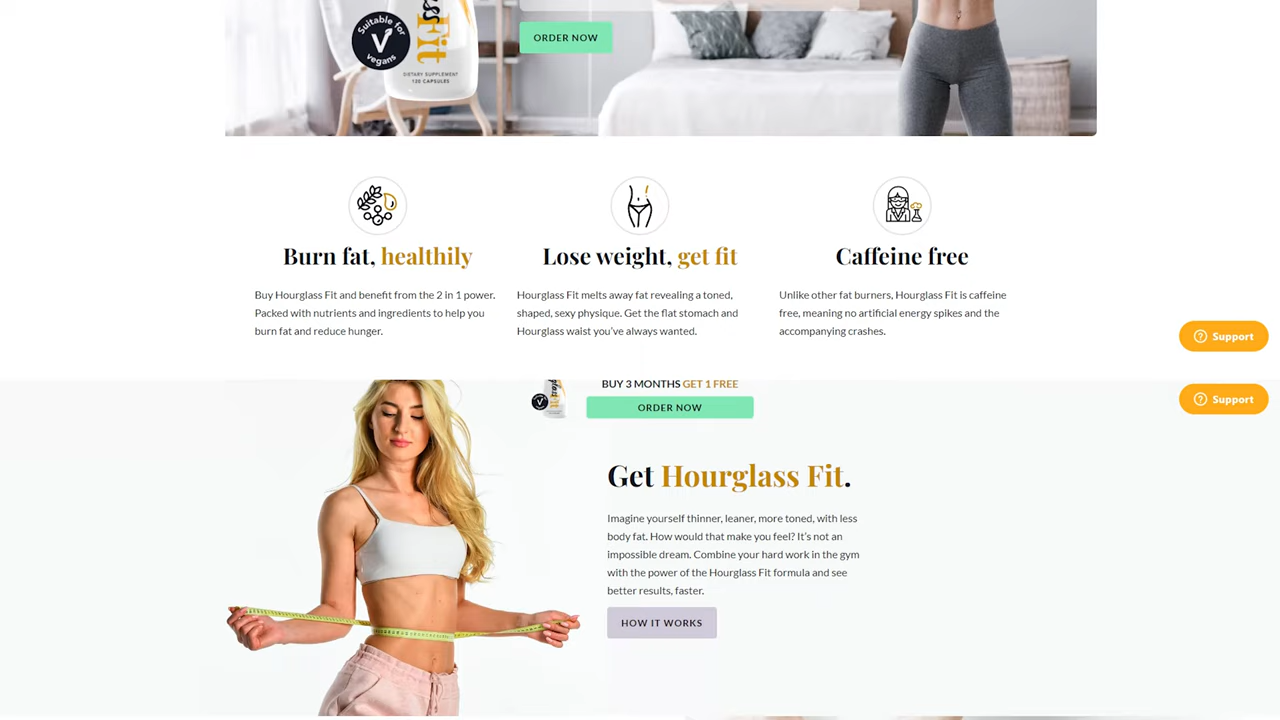 Suitable for
V
vegans
Fit
DIETARY SUPPLEMENT
120 CAPSULES
ORDER NOW
Burn fat, healthily
Buy Hourglass Fit and benefit from the 2 in 1 power.
Packed with nutrients and ingredients to help you
burn fat and reduce hunger.
Lose weight, get fit
Hourglass Fit melts away fat revealing a toned,
shaped, sexy physique. Get the flat stomach and
Hourglass waist you’ve always wanted.
Caffeine free
Unlike other fat burners, Hourglass Fit is caffeine
free, meaning no artificial energy spikes and the
accompanying crashes.
Support
BUY 3 MONTHS GET 1 FREE
ORDER NOW
Support
Get Hourglass Fit.
Imagine yourself thinner, leaner, more toned, with less
body fat. How would that make you feel? It’s not an
impossible dream. Combine your hard work in the gym
with the power of the Hourglass Fit formula and see
better results, faster.
HOW IT WORKS